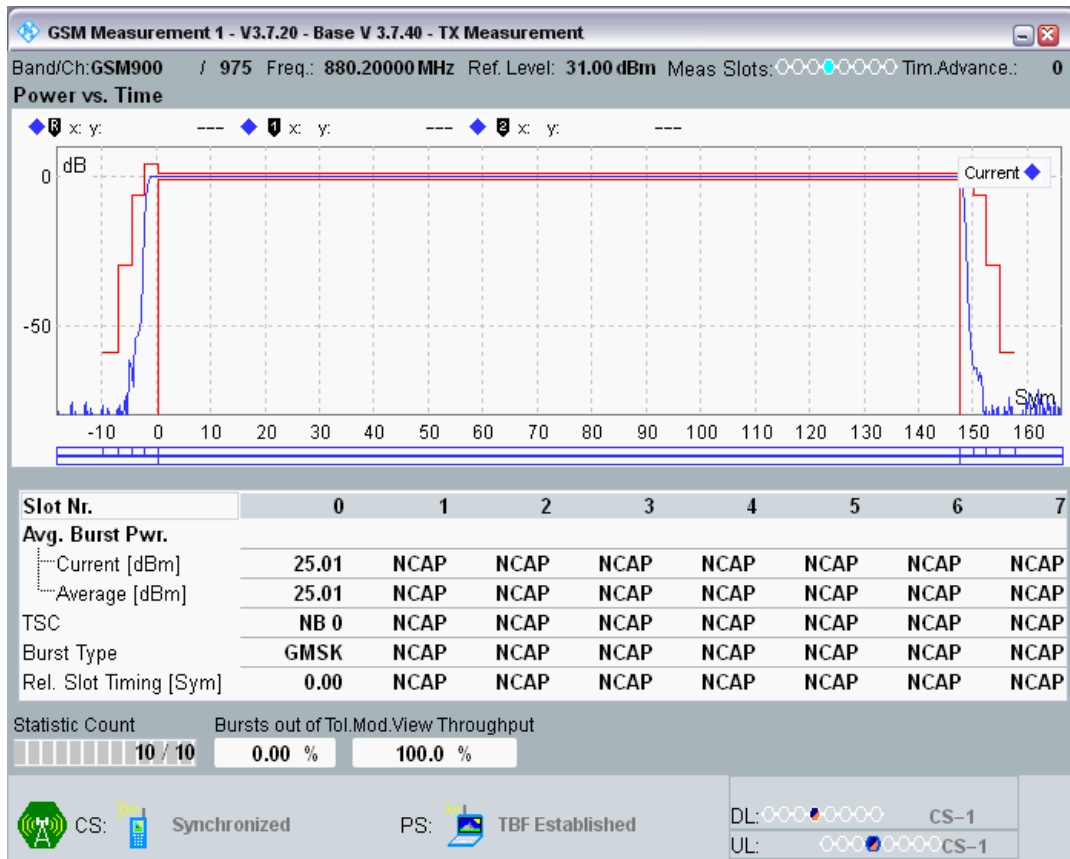 GSM Measurement 1 - V3.7.20 - Base V 3.7.40 - TX Measurement
Band/Ch:GSM900 / 975 Freq.: 880.20000 MHz Ref. Level: 31.00 dBm Meas Slots: Tim.Advance.: 0
Power vs. Time
R x: y: --- 1 x: y: --- 2 x: y: ---
dB
Current
0
-50
Sym
-10 0 10 20 30 40 50 60 70 80 90 100 110 120 130 140 150 160
Slot Nr. 0 1 2 3 4 5 6 7
Avg. Burst Pwr.
Current [dBm] 25.01 NCAP NCAP NCAP NCAP NCAP NCAP NCAP
Average [dBm] 25.01 NCAP NCAP NCAP NCAP NCAP NCAP NCAP
TSC NB 0 NCAP NCAP NCAP NCAP NCAP NCAP NCAP
Burst Type GMSK NCAP NCAP NCAP NCAP NCAP NCAP NCAP
Rel. Slot Timing [Sym] 0.00 NCAP NCAP NCAP NCAP NCAP NCAP NCAP
Statistic Count Bursts out of Tol. Mod.View Throughput
10 / 10 0.00 % 100.0 %
CS: Synchronized PS: TBF Established
DL: CS-1
UL: CS-1